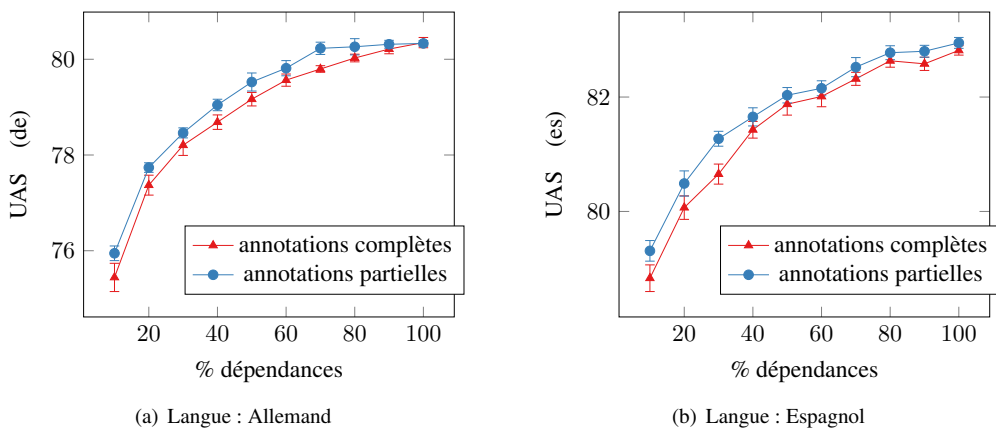 80
78
76
UAS (de)
annotations complètes
annotations partielles
20 40 60 80 100
% dépendances
(a) Langue : Allemand
82
80
UAS (es)
annotations complètes
annotations partielles
20 40 60 80 100
% dépendances
(b) Langue : Espagnol